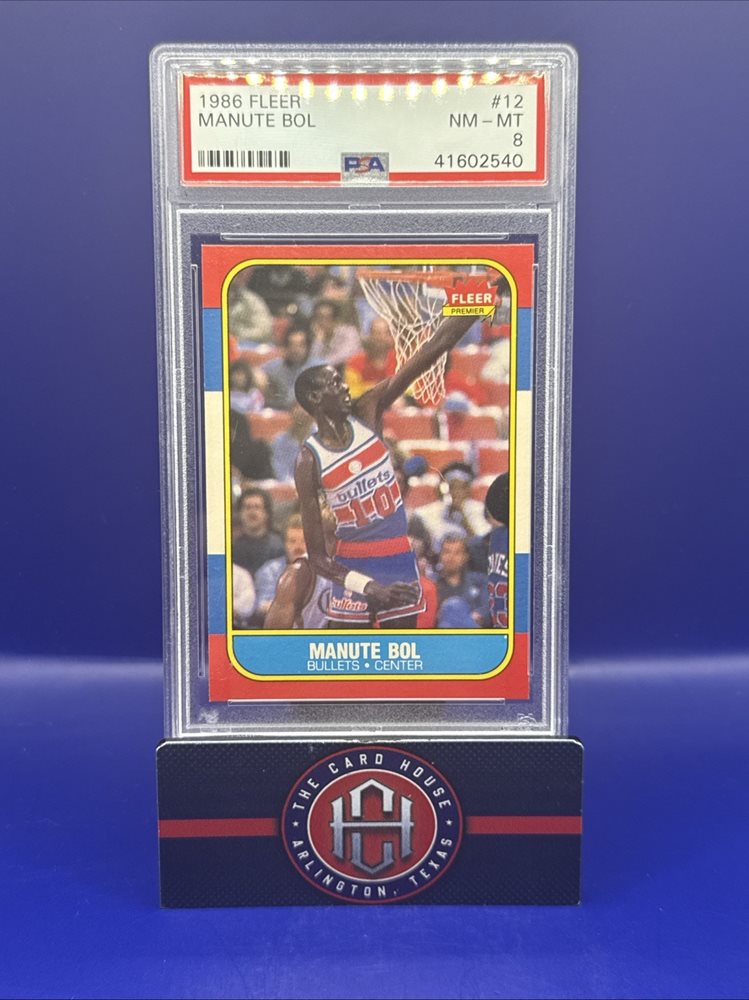 1986 FLEER #12
MANUTE BOL NM - MT
8
PSA 41602540
FLEER
PREMIER
bullets
10
bullets
MANUTE BOL
BULLETS • CENTER
THE CARD HOUSE
ARLINGTON, TEXAS